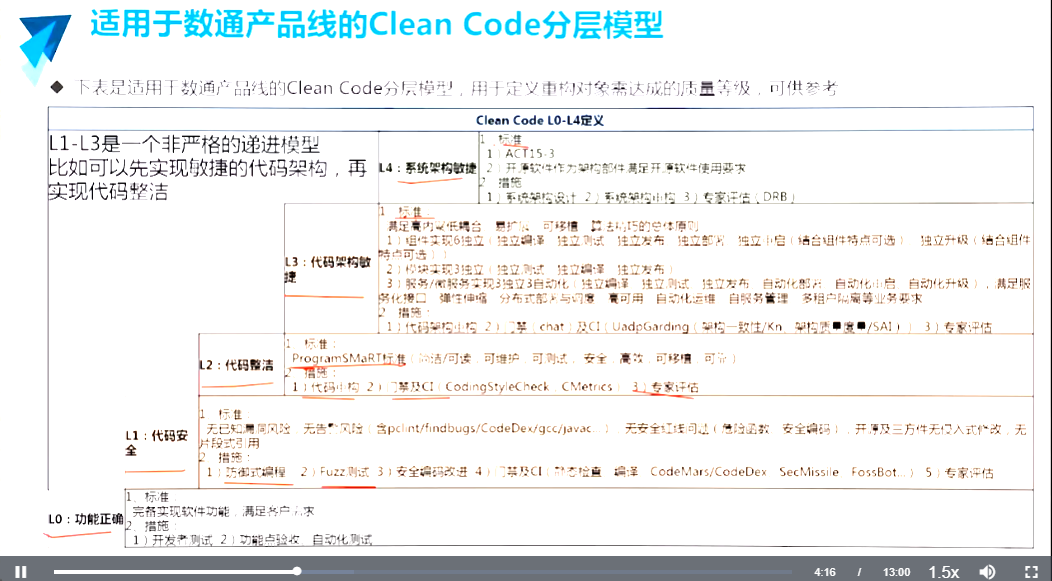 适用于数通产品线的Clean Code分层模型
◆ 下表是适用于数通产品线的Clean Code分层模型，用于定义重构对象需达成的质量等级，可供参考
Clean Code L0-L4定义
L1-L3是一个非严格的递进模型
比如可以先实现敏捷的代码架构，再
实现代码整洁
L4：系统架构敏捷
1、标准
1）ACT15-3
2）开源软件作为架构部件满足开源软件使用要求
2 措施
1）系统架构设计 2）系统架构重构 3）专家评估（DRB）
L3：代码架构敏
捷
1 标准
满足高内聚低耦合 易扩展 可移植 算法精巧的总体原则
1）组件实现6独立（独立编译 独立测试 独立发布 独立部署 独立重启（结合组件特点可选） 独立升级（结合组件
特点可选））
2）模块实现3独立（独立测试 独立编译 独立发布）
3）服务/微服务实现3独立3自动化（独立编译 独立测试 独立发布 自动化部署 自动化重启 自动化升级），满足服
务化接口 弹性伸缩 分布式部署与调度 高可用 自动化运维 自服务管理 多租户隔离等业务要求
2 措施：
1）代码架构重构 2）门禁（chat）及CI（UadpGarding（架构一致性/Kn、架构质量度量/SAI）） 3）专家评估
L2：代码整洁
1 标准：
ProgramSMaRT标准（简洁/可读，可维护，可测试，安全，高效，可移植，可靠）
2 措施：
1）代码重构 2）门禁及CI（CodingStyleCheck，CMetrics） 3）专家评估
L1：代码安
全
1 标准
无已知漏洞风险，无告警风险（含pclint/findbugs/CodeDex/gcc/javac...），无安全红线问题（危险函数 安全编码），开源及三方件无侵入式修改，无
片段式引用
2 措施：
1）防御式编程 2）Fuzz测试 3）安全编码改进 4）门禁及CI（静态检查 编译 CodeMars/CodeDex SecMissile FossBot...） 5）专家评估
L0：功能正确
1、标准：
完备实现软件功能，满足客户需求
2、措施：
1）开发者测试 2）功能点验收、自动化测试
4:16 / 13:00 1.5x